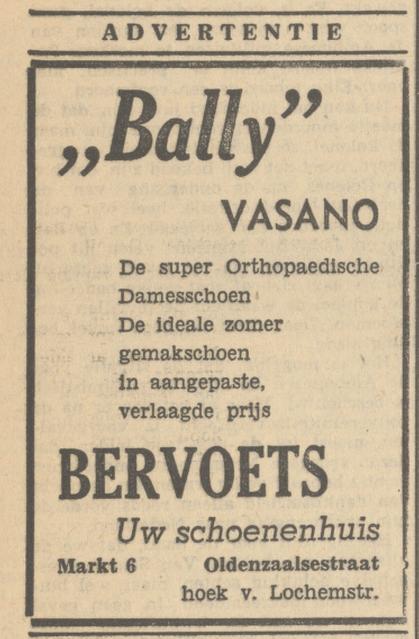 ADVERTENTIE
„Bally”
VASANO
De super Orthopaedische
Damesschoen
De ideale zomer
gemakschoen
in aangepaste,
verlaagde prijs
BERVOETS
Uw schoenenhuis
Markt 6 Oldenzaalsestraat
hoek v. Lochemstr.